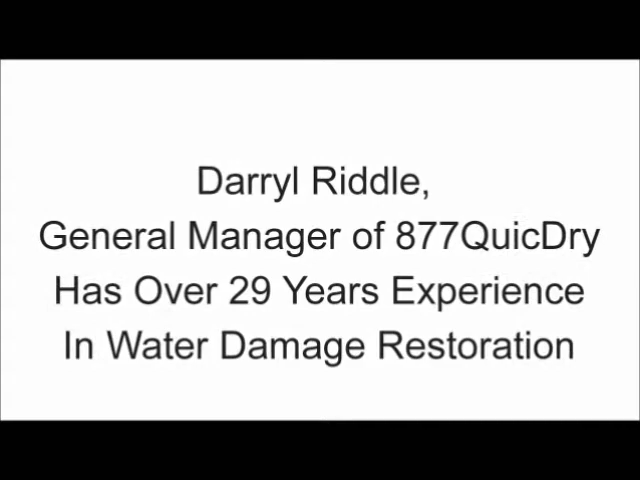 Darryl Riddle,
General Manager of 877QuicDry
Has Over 29 Years Experience
In Water Damage Restoration